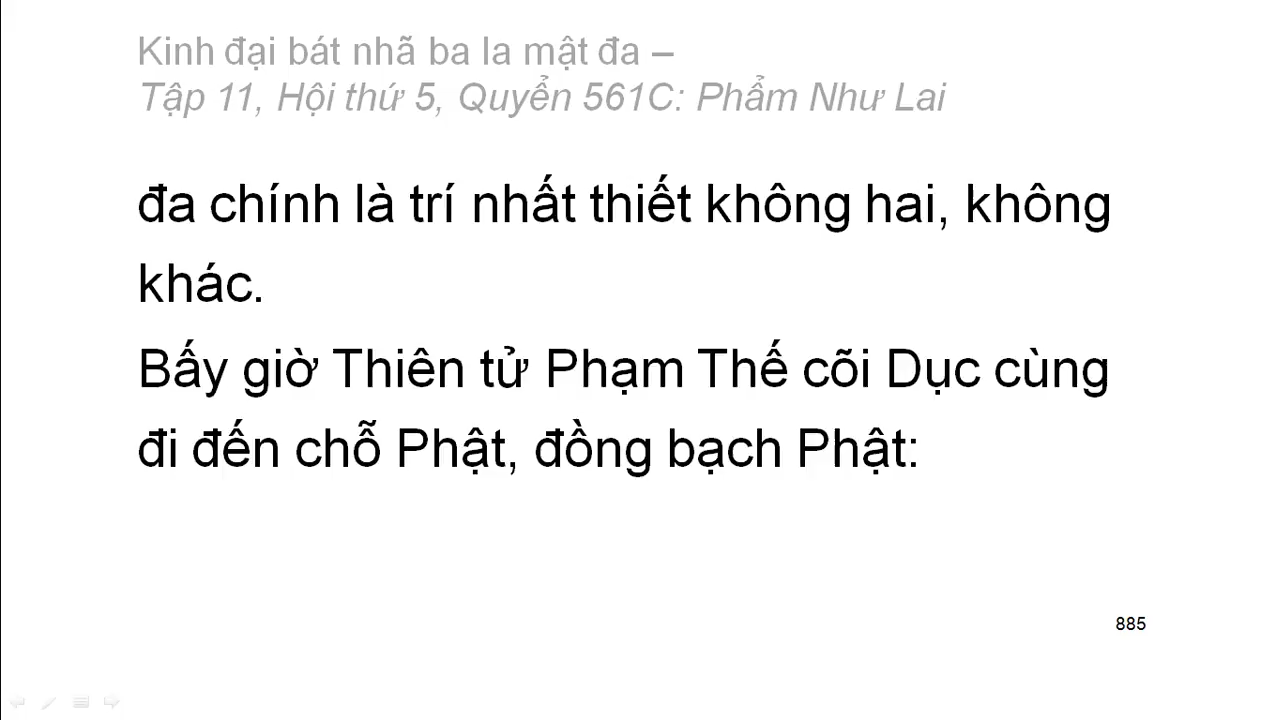 Kinh đại bát nhã ba la mật đa –
Tập 11, Hội thứ 5, Quyển 561C: Phẩm Như Lai
đa chính là trí nhất thiết không hai, không
khác.
Bấy giờ Thiên tử Phạm Thế cõi Dục cùng
đi đến chỗ Phật, đồng bạch Phật:
885